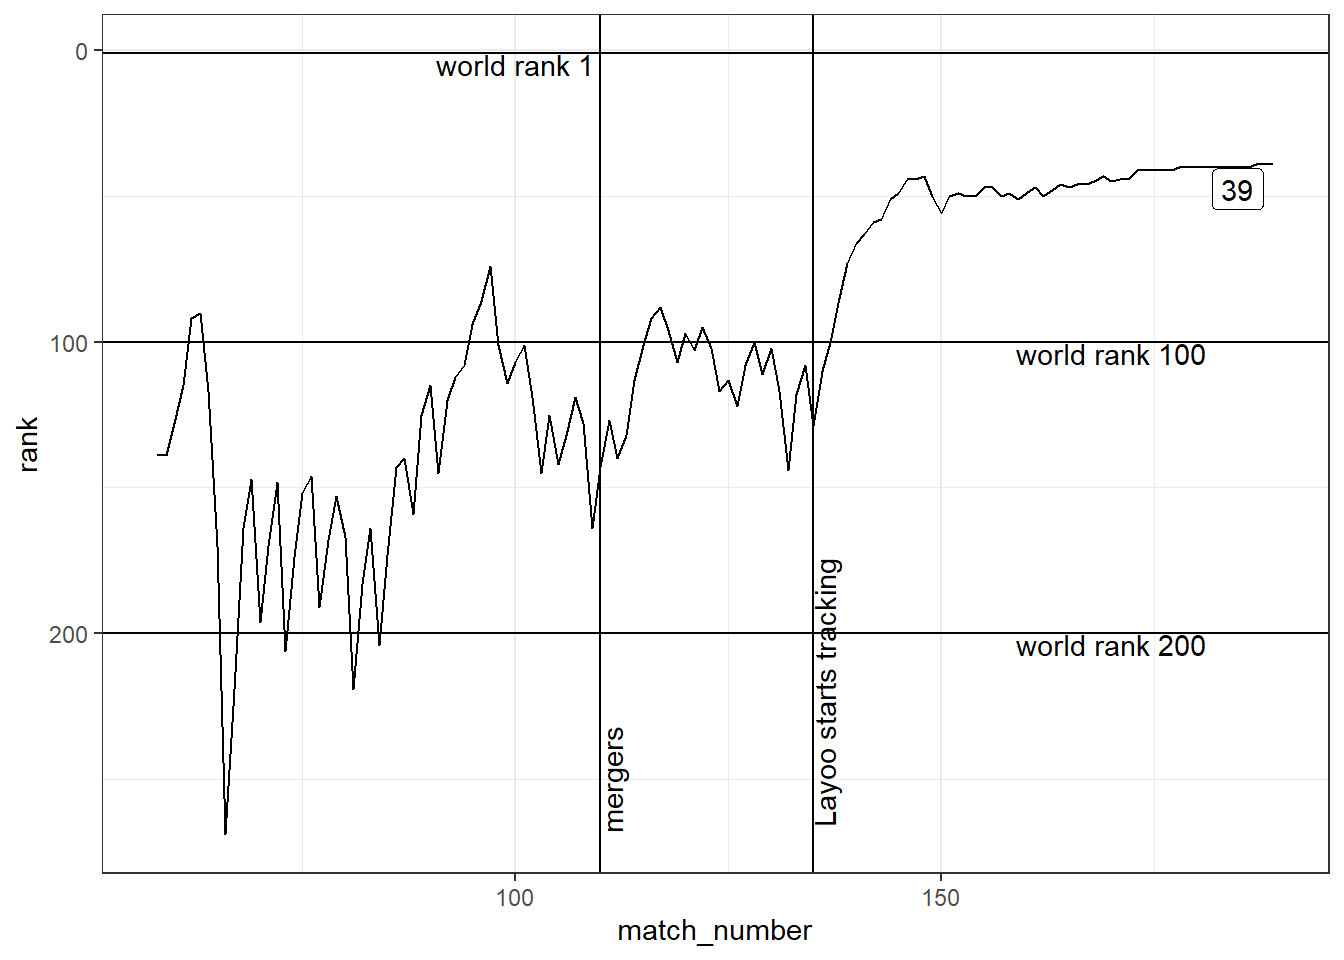 0
world rank 1
39
100
world rank 100
rank
200
world rank 200
mergers
Layoo starts tracking
100
150
match_number